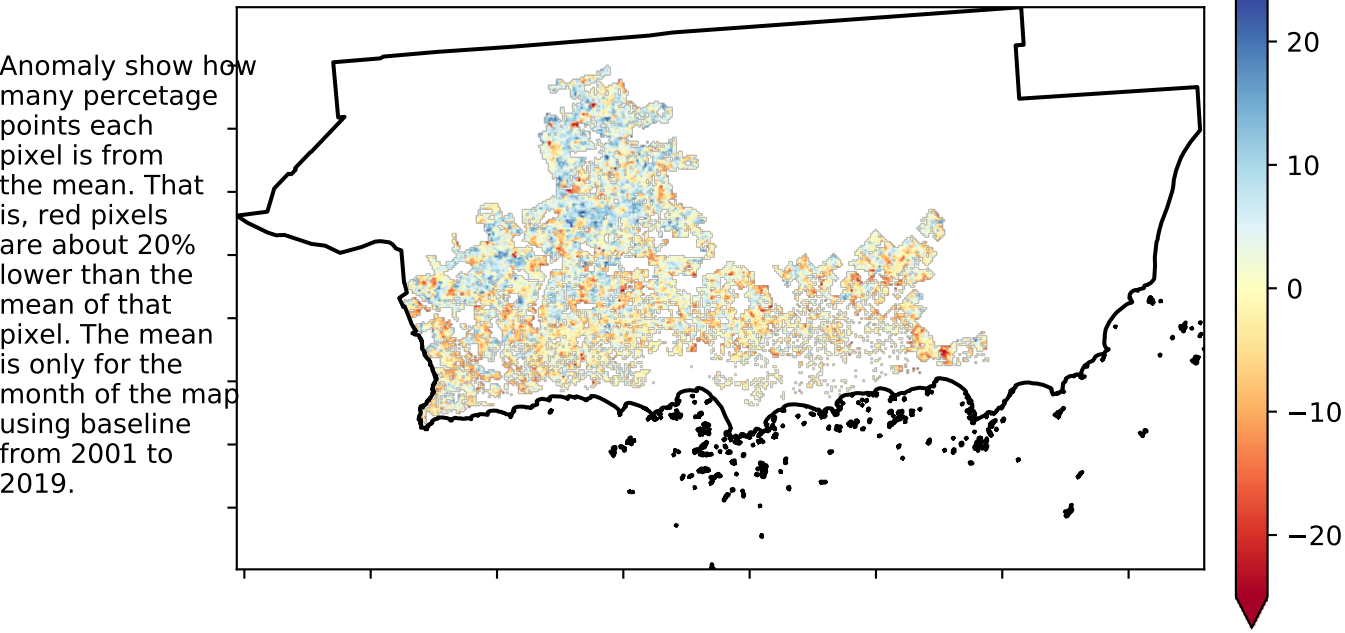 Anomaly show how
many percetage
points each
pixel is from
the mean. That
is, red pixels
are about 20%
lower than the
mean of that
pixel. The mean
is only for the
month of the map
using baseline
from 2001 to
2019.
20
10
0
−10
−20